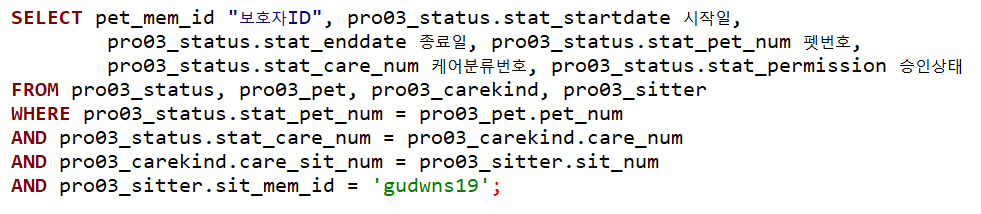 SELECT pet_mem_id "보호자ID", pro03_status.stat_startdate 시작일,
pro03_status.stat_enddate 종료일, pro03_status.stat_pet_num 펫번호,
pro03_status.stat_care_num 케어분류번호, pro03_status.stat_permission 승인상태
FROM pro03_status, pro03_pet, pro03_carekind, pro03_sitter
WHERE pro03_status.stat_pet_num = pro03_pet.pet_num
AND pro03_status.stat_care_num = pro03_carekind.care_num
AND pro03_carekind.care_sit_num = pro03_sitter.sit_num
AND pro03_sitter.sit_mem_id = 'gudwns19';